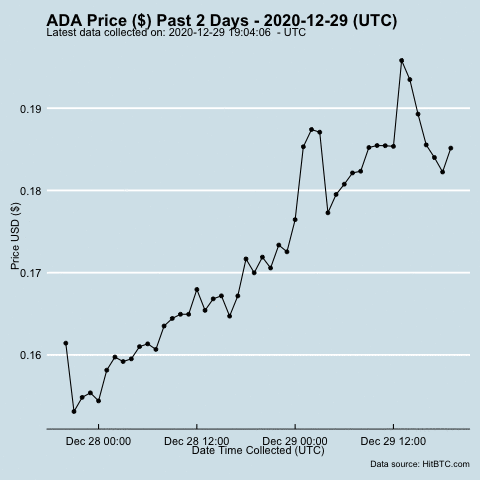 ADA Price ($) Past 2 Days - 2020-12-29 (UTC)
Latest data collected on: 2020-12-29 19:04:06  - UTC
0.19
0.18
0.17
0.16
Price USD ($)
Dec 28 00:00 Dec 28 12:00 Dec 29 00:00 Dec 29 12:00
Date Time Collected (UTC)
Data source: HitBTC.com